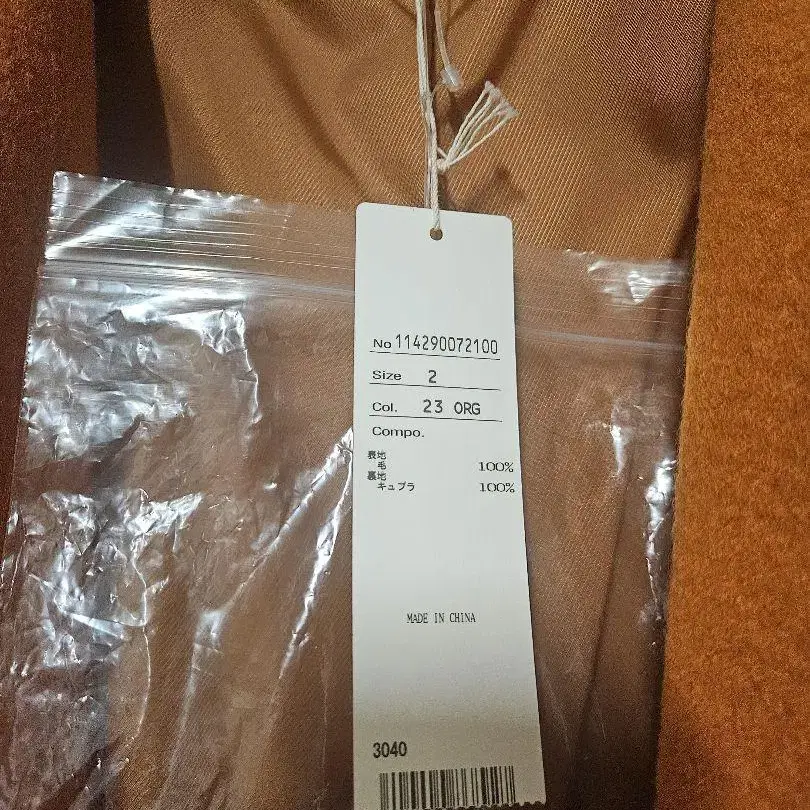 No 114290072100
Size 2
Col. 23 ORG
Compo.
表地
毛 100%
裏地
キュプラ 100%
MADE IN CHINA
3040